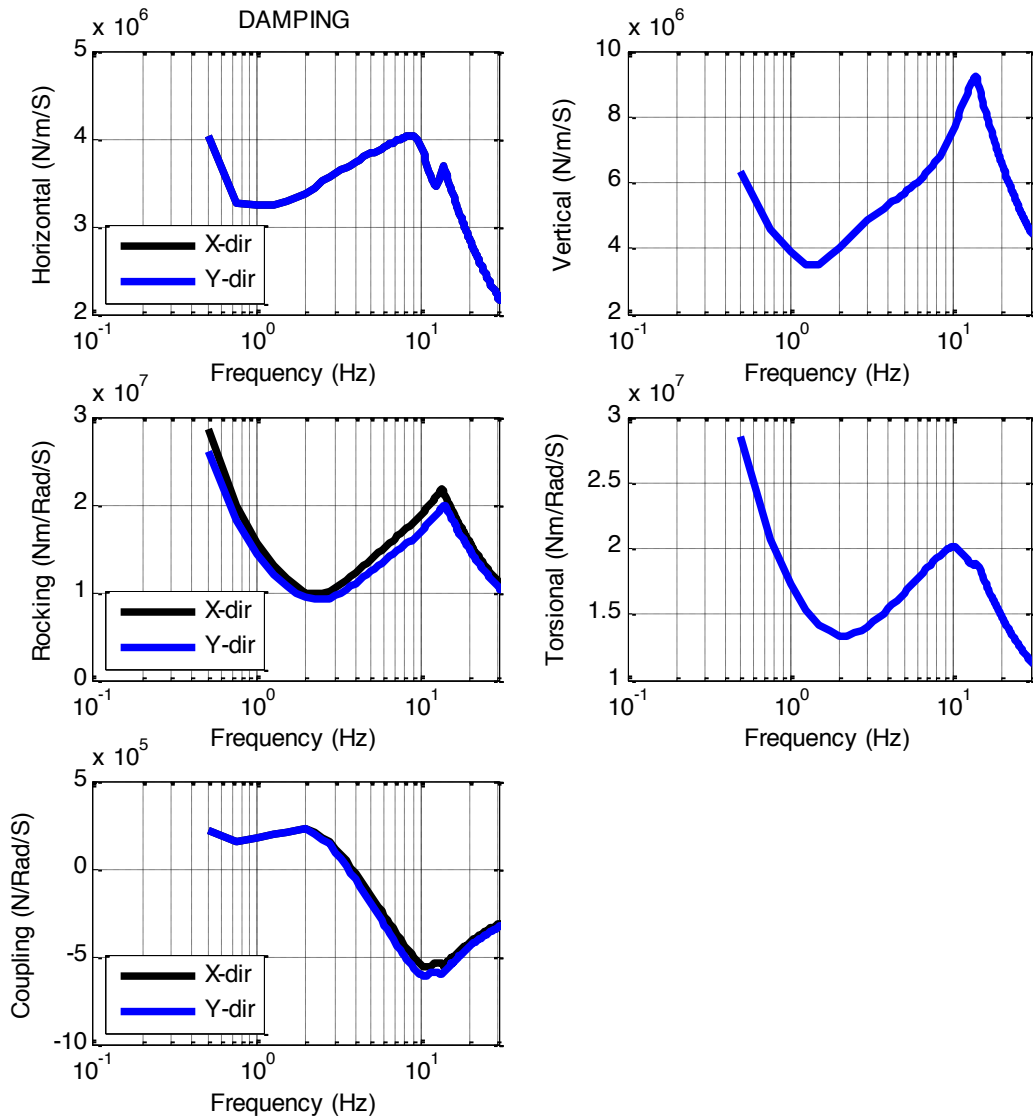 DAMPING
x 10^6
5
4
3
2
Horizontal (N/m/S)
X-dir
Y-dir
10^-1 10^0 10^1
Frequency (Hz)
x 10^6
10
8
6
4
2
Vertical (N/m/S)
10^-1 10^0 10^1
Frequency (Hz)
x 10^7
3
2
1
0
Rocking (Nm/Rad/S)
X-dir
Y-dir
10^-1 10^0 10^1
Frequency (Hz)
x 10^7
3
2.5
2
1.5
1
Torsional (Nm/Rad/S)
10^-1 10^0 10^1
Frequency (Hz)
x 10^5
5
0
-5
-10
Coupling (N/Rad/S)
X-dir
Y-dir
10^-1 10^0 10^1
Frequency (Hz)